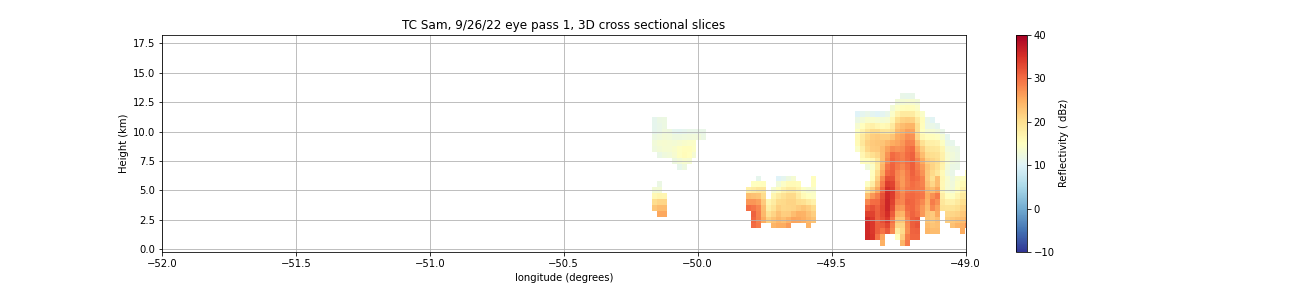 TC Sam, 9/26/22 eye pass 1, 3D cross sectional slices
17.5
15.0
12.5
10.0
7.5
5.0
2.5
0.0
Height (km)
−52.0 −51.5 −51.0 −50.5 −50.0 −49.5 −49.0
longitude (degrees)
40
30
20
10
0
−10
Reflectivity ( dBz)